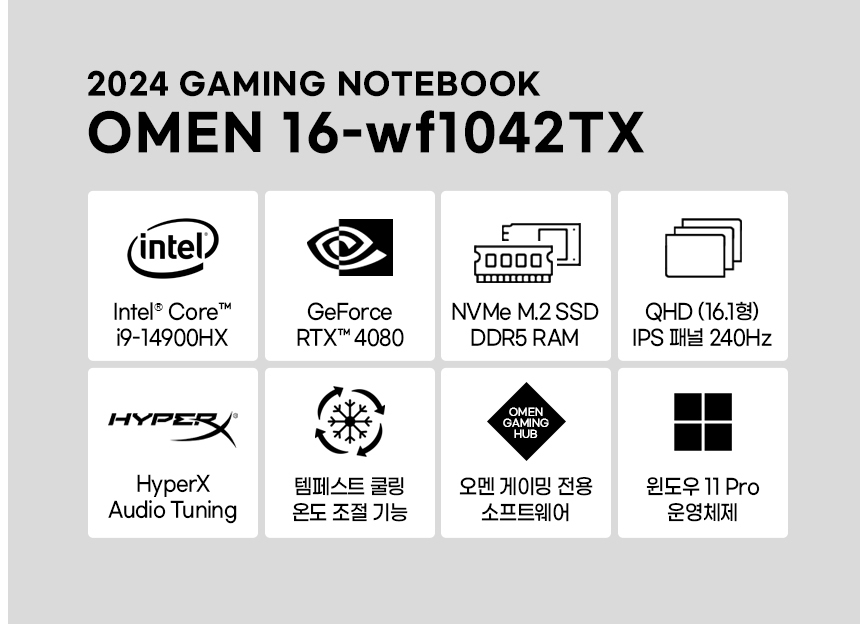 2024 GAMING NOTEBOOK
OMEN 16-wf1042TX
intel®
Intel® Core™
i9-14900HX
GeForce
RTX™ 4080
NVMe M.2 SSD
DDR5 RAM
QHD (16.1형)
IPS 패널 240Hz
HYPERX®
HyperX
Audio Tuning
템페스트 쿨링
온도 조절 기능
OMEN
GAMING
HUB
오멘 게이밍 전용
소프트웨어
윈도우 11 Pro
운영체제